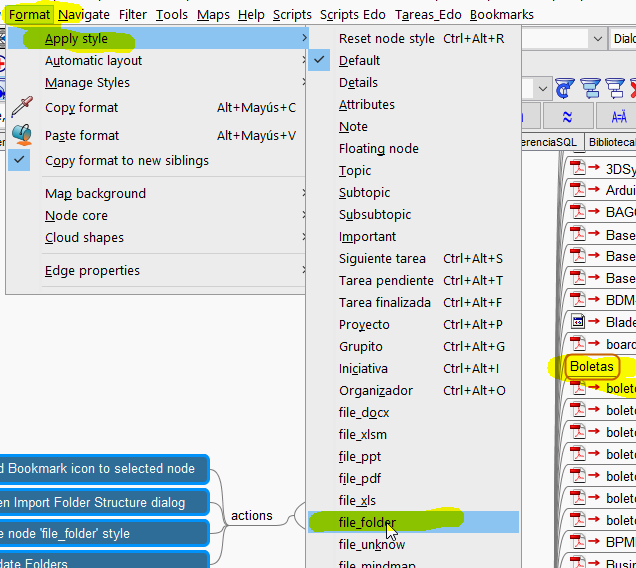 Format Navigate Filter Tools Maps Help Scripts Scripts Edo Tareas_Edo Bookmarks
Apply style
Automatic layout
Manage Styles
Copy format Alt+Mayús+C
Paste format Alt+Mayús+V
Copy format to new siblings
Map background
Node core
Cloud shapes
Edge properties
Reset node style Ctrl+Alt+R
Default
Details
Attributes
Note
Floating node
Topic
Subtopic
Subsubtopic
Important
Siguiente tarea Ctrl+Alt+S
Tarea pendiente Ctrl+Alt+T
Tarea finalizada Ctrl+Alt+F
Proyecto Ctrl+Alt+P
Grupito Ctrl+Alt+G
Iniciativa Ctrl+Alt+I
Organizador Ctrl+Alt+O
file_docx
file_xlsm
file_ppt
file_pdf
file_xls
file_folder
file_unknow
file_mindmap
Dialo
≈ A-Ä
erenciaSQL Biblioteca
3DSy
Ardui
BAGC
Base
Base
Base
BDM
Blade
board
Boletas
bolet
bolet
bolet
bolet
bolet
bolet
bolet
BPM
Busi
d Bookmark icon to selected node
en Import Folder Structure dialog
e node 'file_folder' style
date Folders
actions